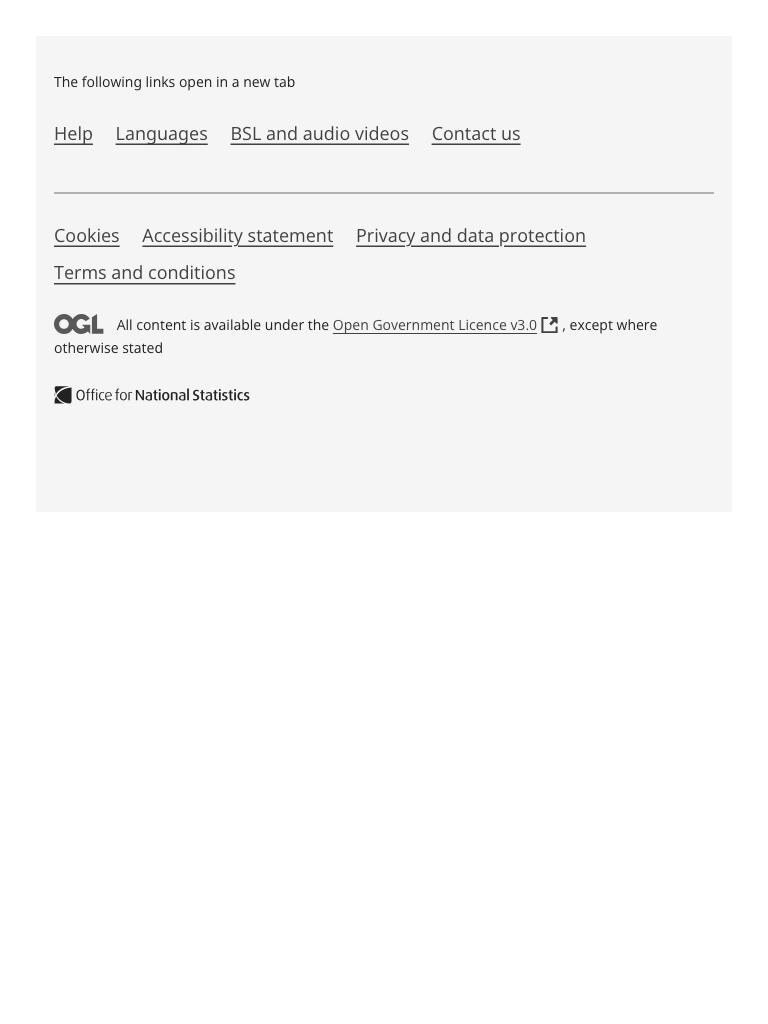 The following links open in a new tab
Help Languages BSL and audio videos Contact us
Cookies Accessibility statement Privacy and data protection
Terms and conditions
OGL All content is available under the Open Government Licence v3.0 , except where
otherwise stated
Office for National Statistics